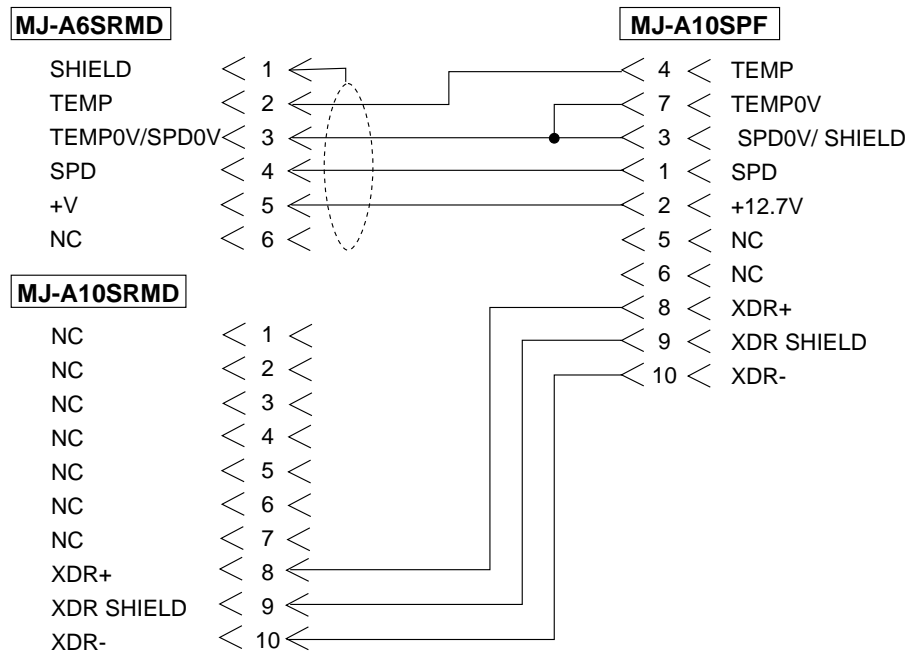 MJ-A6SRMD
SHIELD 1
TEMP 2
TEMP0V/SPD0V 3
SPD 4
+V 5
NC 6
MJ-A10SRMD
NC 1
NC 2
NC 3
NC 4
NC 5
NC 6
NC 7
XDR+ 8
XDR SHIELD 9
XDR- 10
MJ-A10SPF
4 TEMP
7 TEMP0V
3 SPD0V/ SHIELD
1 SPD
2 +12.7V
5 NC
6 NC
8 XDR+
9 XDR SHIELD
10 XDR-